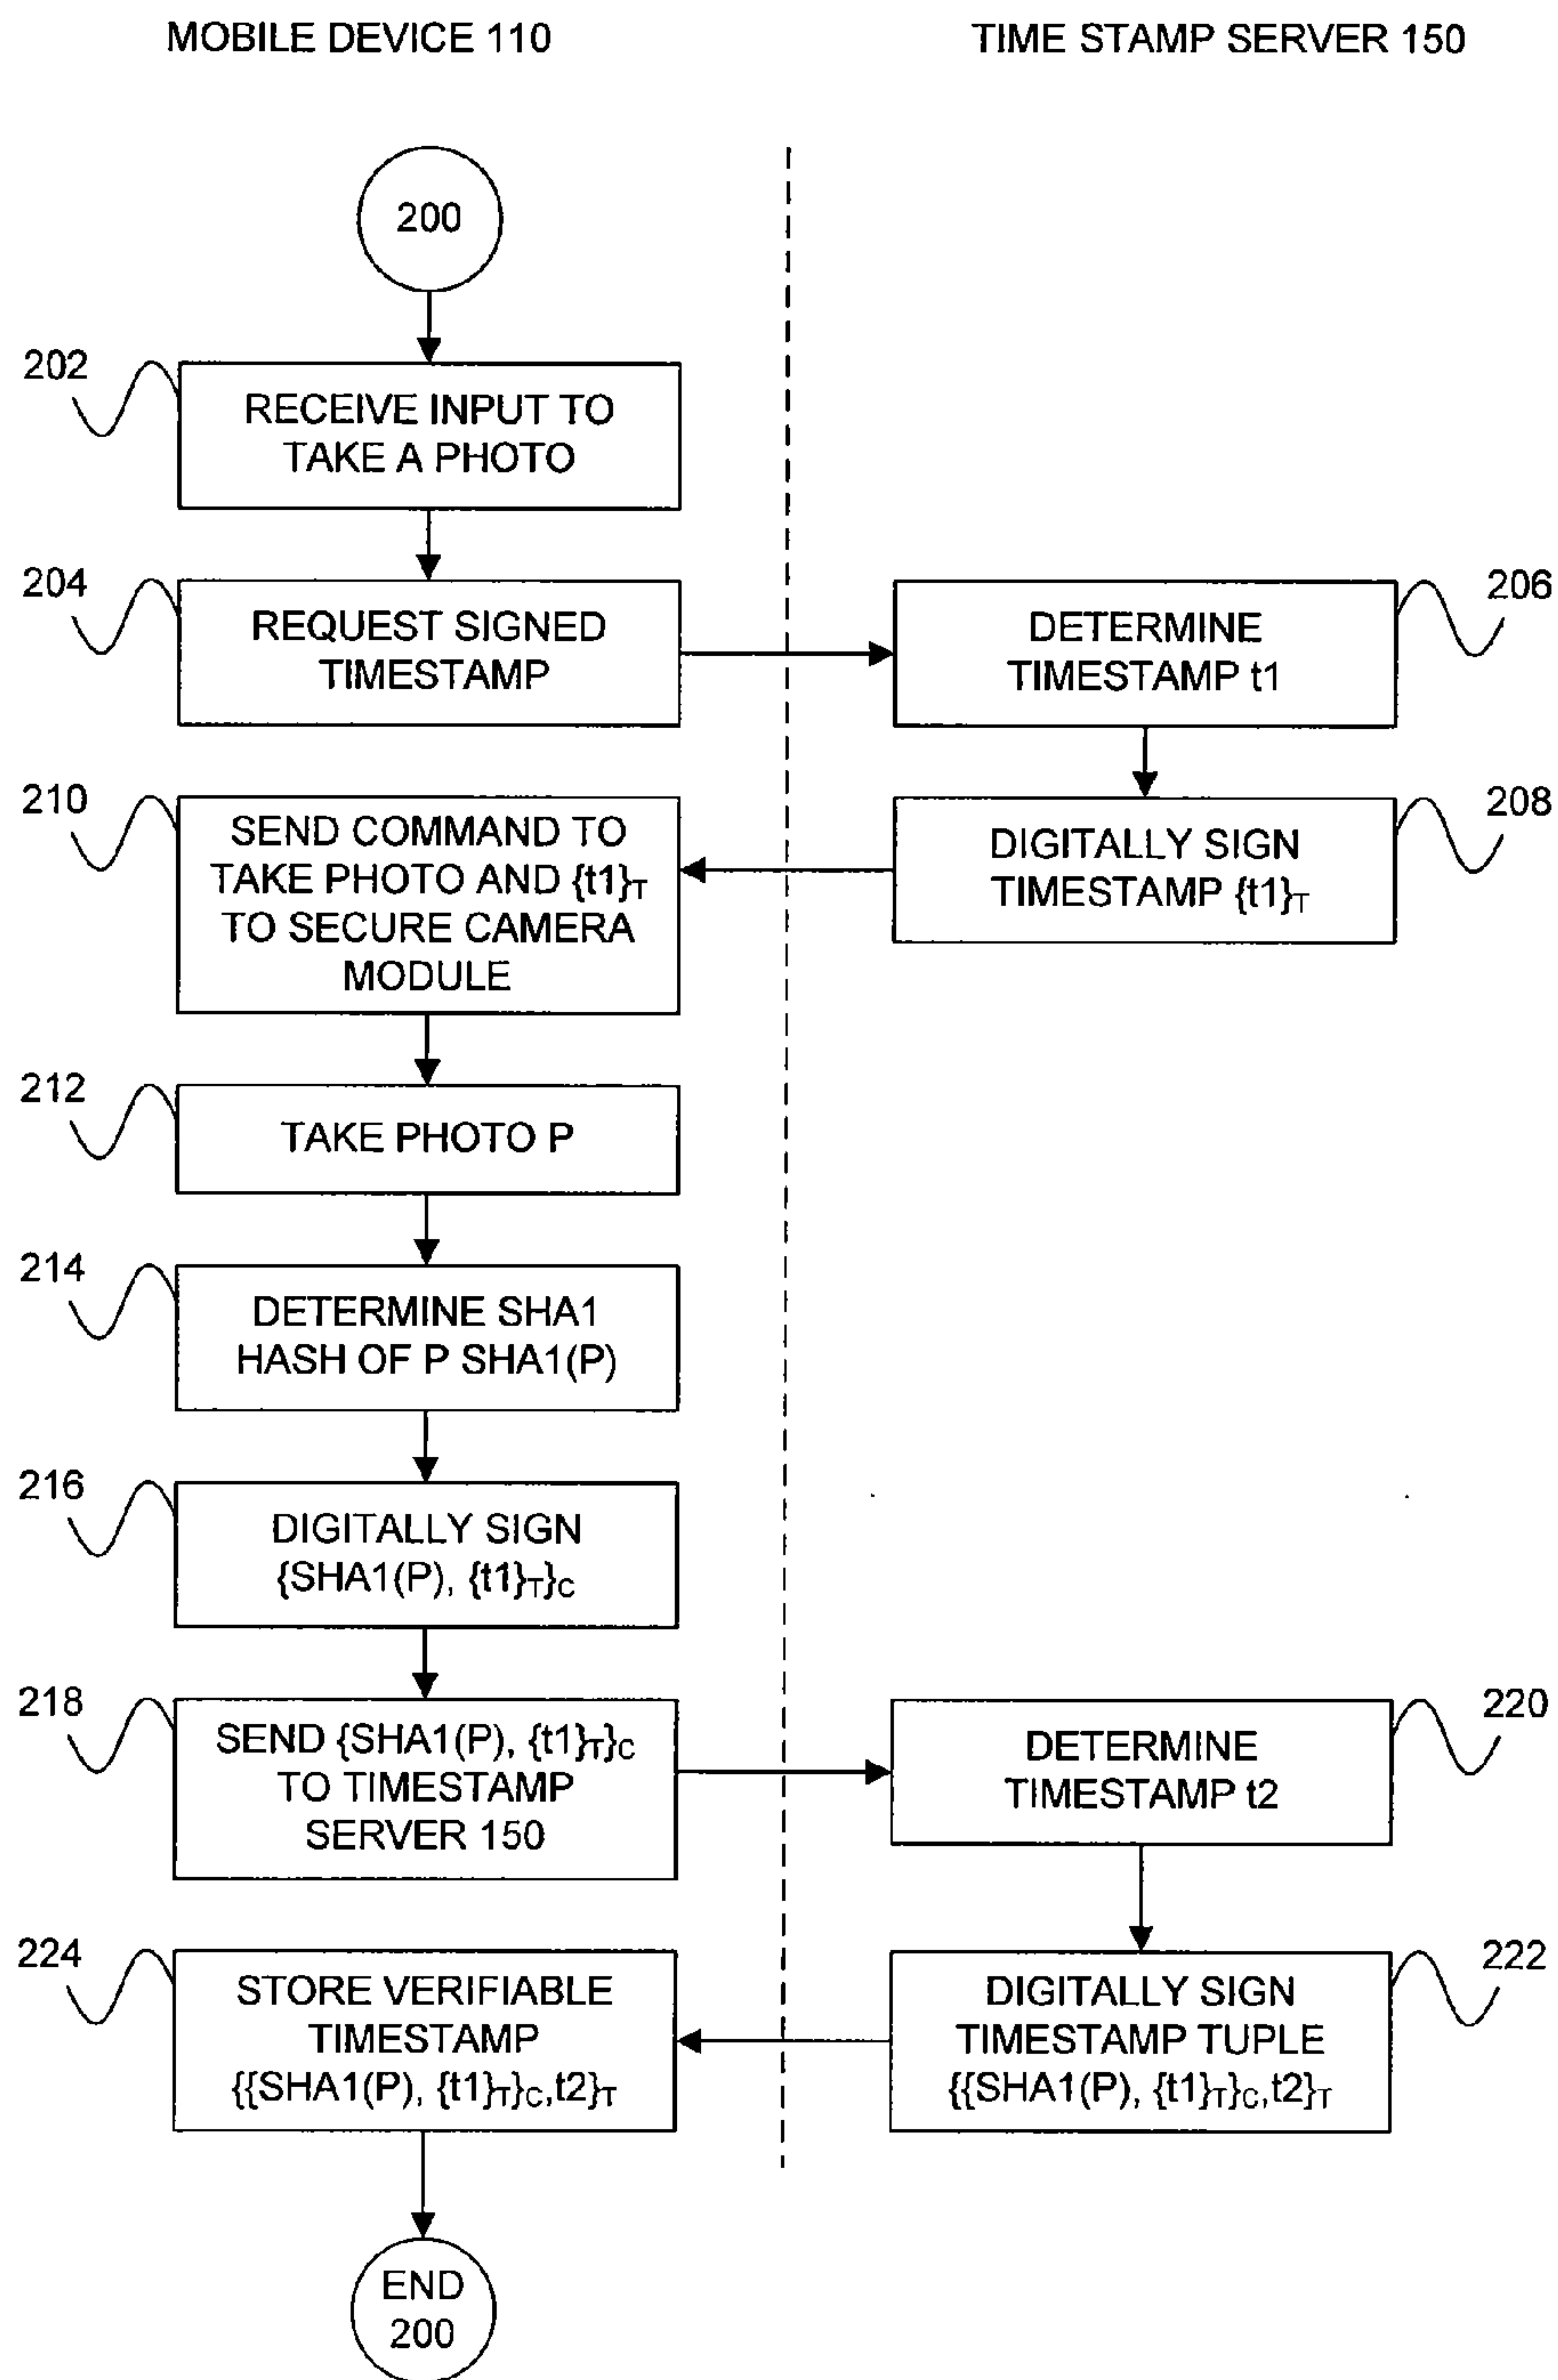 MOBILE DEVICE 110
TIME STAMP SERVER 150
200
202
RECEIVE INPUT TO
TAKE A PHOTO
204
REQUEST SIGNED
TIMESTAMP
206
DETERMINE
TIMESTAMP t1
210
SEND COMMAND TO
TAKE PHOTO AND {t1}T
TO SECURE CAMERA
MODULE
208
DIGITALLY SIGN
TIMESTAMP {t1}T
212
TAKE PHOTO P
214
DETERMINE SHA1
HASH OF P SHA1(P)
216
DIGITALLY SIGN
{SHA1(P), {t1}T}C
218
SEND {SHA1(P), {t1}T}C
TO TIMESTAMP
SERVER 150
220
DETERMINE
TIMESTAMP t2
224
STORE VERIFIABLE
TIMESTAMP
{{SHA1(P), {t1}T}C,t2}T
222
DIGITALLY SIGN
TIMESTAMP TUPLE
{{SHA1(P), {t1}T}C,t2}T
END
200